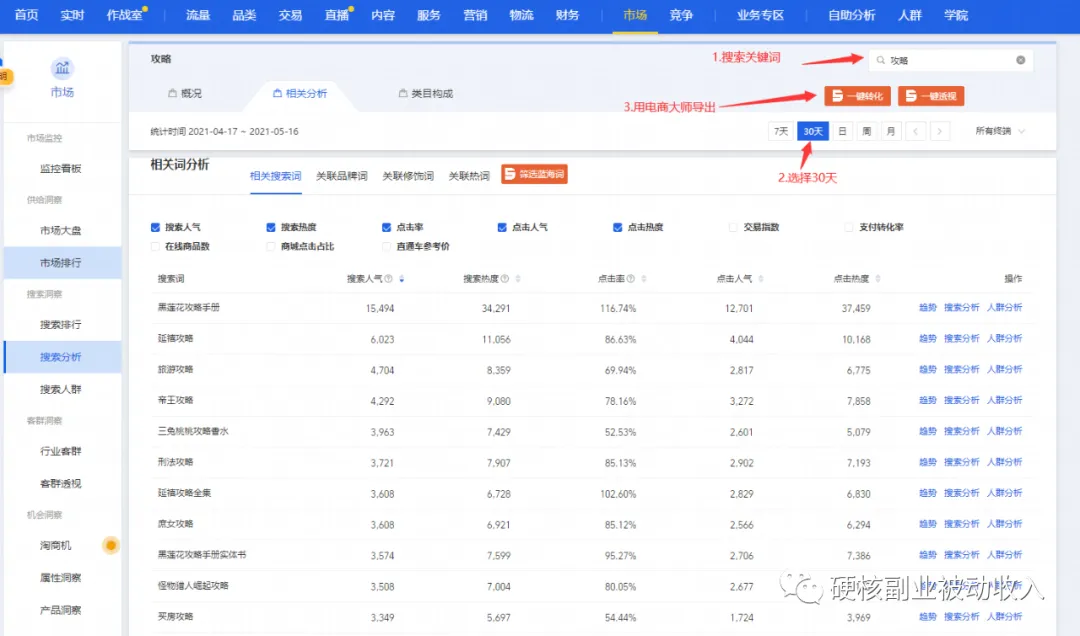 首页 实时 作战室 流量 品类 交易 直播 内容 服务 营销 物流 财务 市场 竞争 业务专区 自助分析 人群 学院
明
市场
市场监控
监控看板
供给洞察
市场大盘
市场排行
搜索洞察
搜索排行
搜索分析
搜索人群
客群洞察
行业客群
客群透视
机会洞察
淘商机
属性洞察
产品洞察
攻略
1.搜索关键词
攻略
概况 相关分析 类目构成
3.用电商大师导出
一键转化 一键透视
统计时间 2021-04-17 ~ 2021-05-16
7天 30天 日 周 月 < > 所有终端
2.选择30天
相关词分析
相关搜索词 关联品牌词 关联修饰词 关联热词 筛选蓝海词
搜索人气 搜索热度 点击率 点击人气 点击热度 交易指数 支付转化率
在线商品数 商城点击占比 直通车参考价
搜索词 搜索人气 搜索热度 点击率 点击人气 点击热度 操作
黑莲花攻略手册 15,494 34,291 116.74% 12,701 37,459 趋势 搜索分析 人群分析
延禧攻略 6,023 11,056 86.63% 4,044 10,168 趋势 搜索分析 人群分析
旅游攻略 4,704 8,359 69.94% 2,817 6,775 趋势 搜索分析 人群分析
帝王攻略 4,292 9,080 78.16% 3,272 7,858 趋势 搜索分析 人群分析
三兔桃桃攻略香水 3,963 7,429 52.53% 2,601 5,079 趋势 搜索分析 人群分析
刑法攻略 3,721 7,907 85.13% 2,902 7,193 趋势 搜索分析 人群分析
延禧攻略全集 3,608 6,728 102.60% 2,829 6,830 趋势 搜索分析 人群分析
庶女攻略 3,608 6,921 85.12% 2,566 6,294 趋势 搜索分析 人群分析
黑莲花攻略手册实体书 3,574 7,599 95.27% 2,706 7,386 趋势 搜索分析 人群分析
怪物猎人崛起攻略 3,508 7,004 80.05% 2,677
硬核副业被动收入
买房攻略 3,349 5,697 54.44% 1,724 3,969 趋势 搜索分析 人群分析